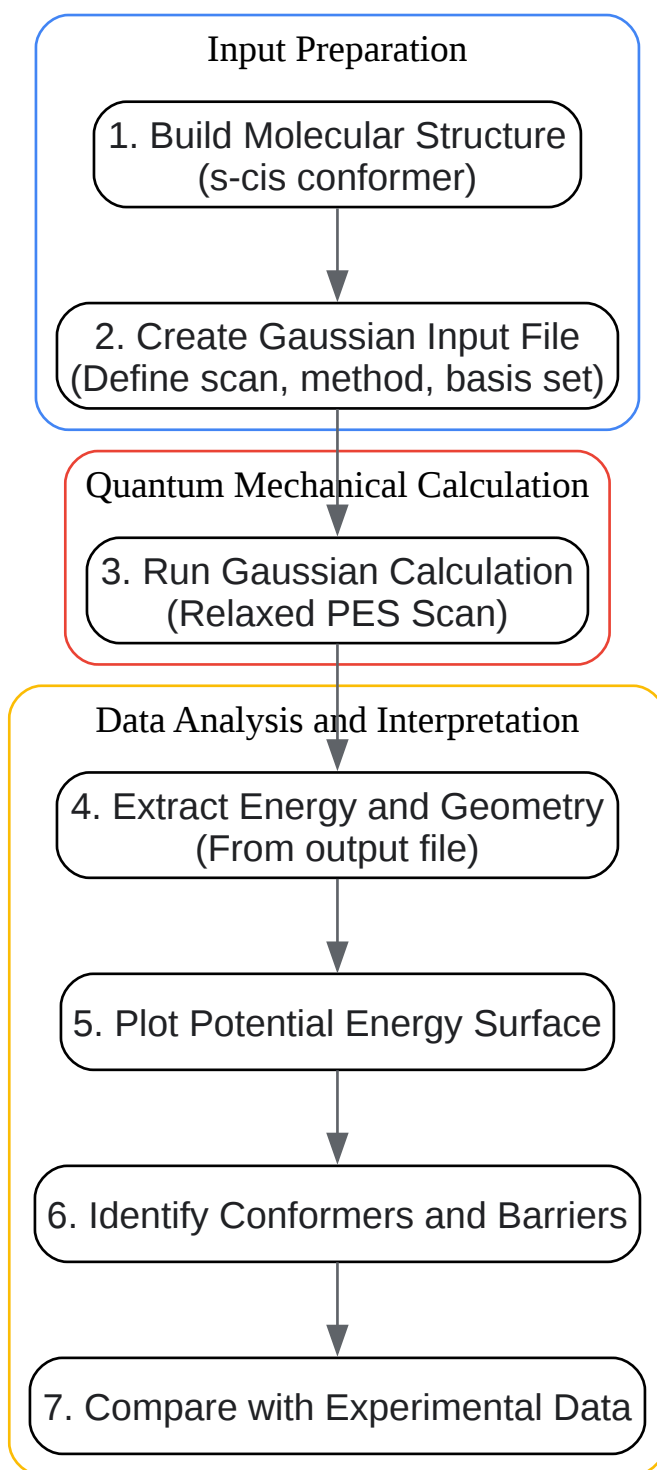 Input Preparation
1. Build Molecular Structure
(s-cis conformer)
2. Create Gaussian Input File
(Define scan, method, basis set)
Quantum Mechanical Calculation
3. Run Gaussian Calculation
(Relaxed PES Scan)
Data Analysis and Interpretation
4. Extract Energy and Geometry
(From output file)
5. Plot Potential Energy Surface
6. Identify Conformers and Barriers
7. Compare with Experimental Data